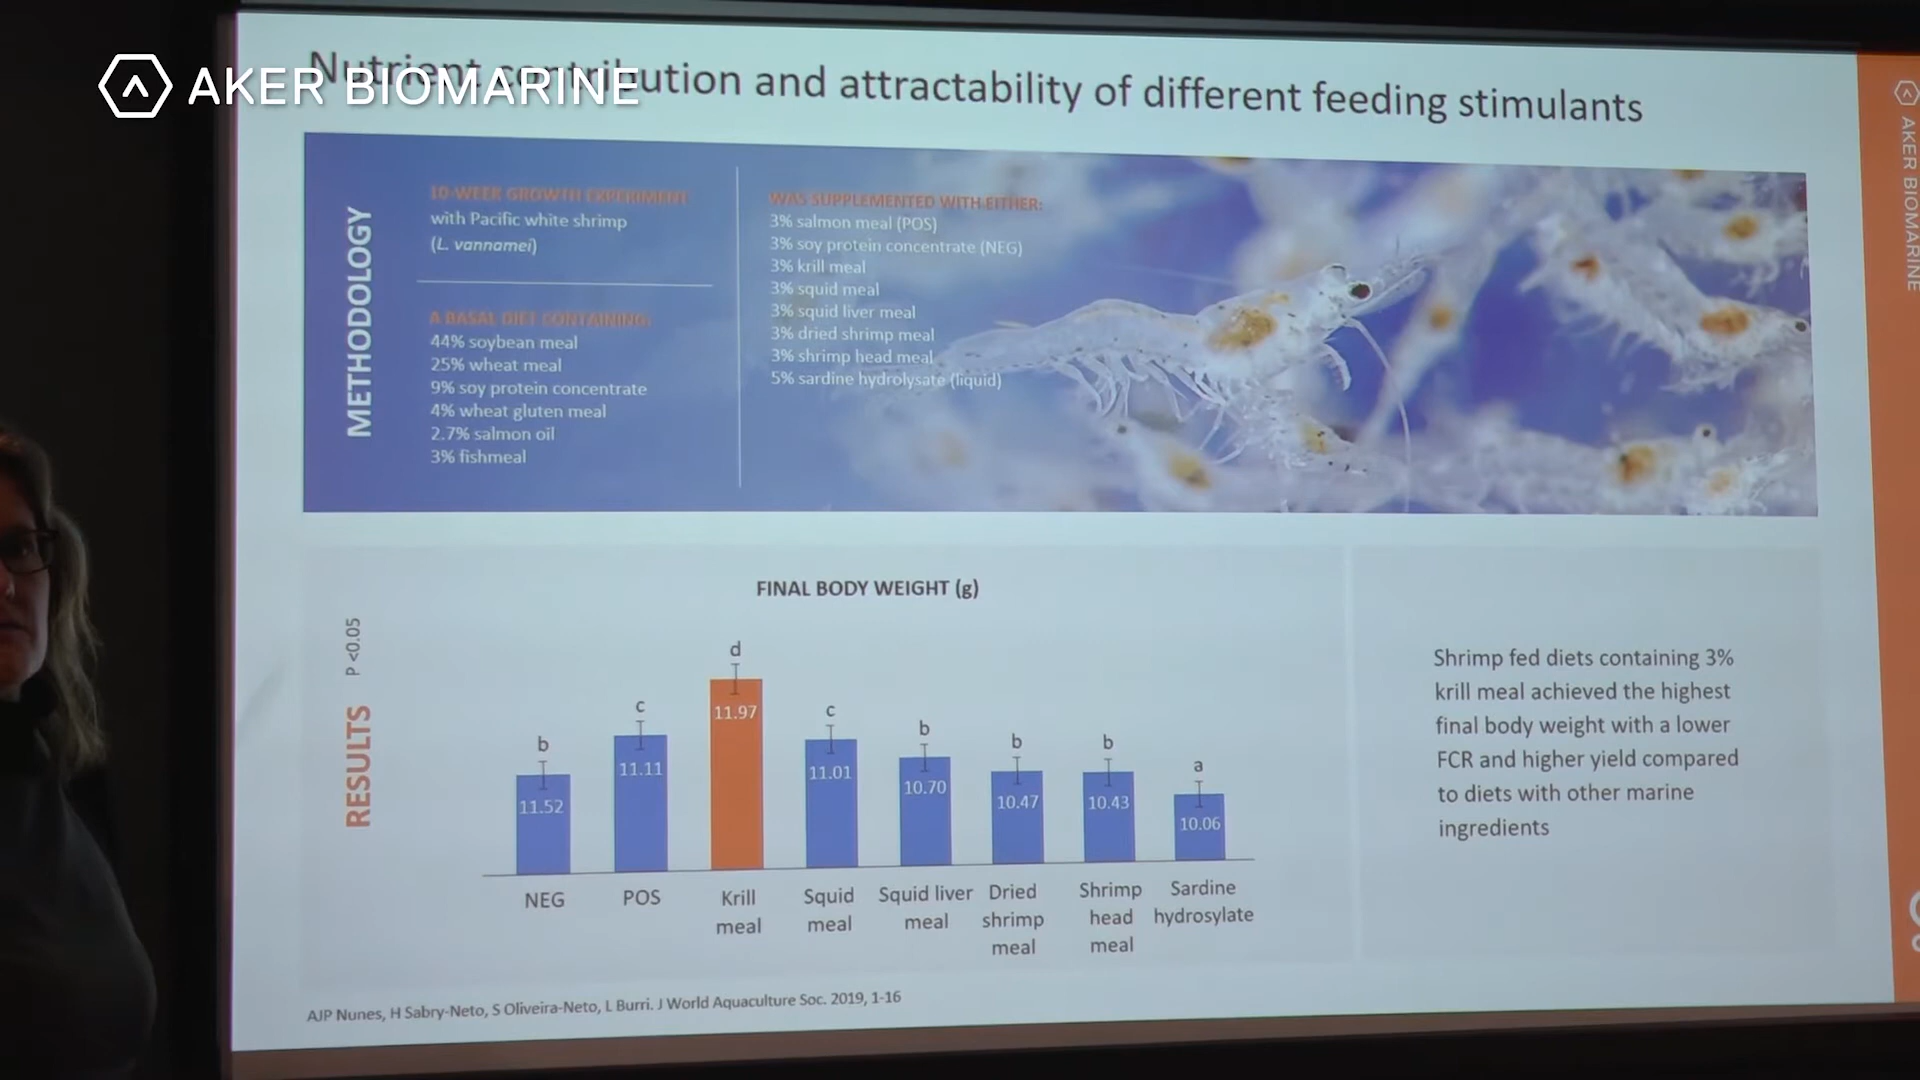 AKER BIOMARINE
Nutrient contribution and attractability of different feeding stimulants
AKER BIOMARINE
METHODOLOGY
10-WEEK GROWTH EXPERIMENT
with Pacific white shrimp
(L. vannamei)
A BASAL DIET CONTAINING:
44% soybean meal
25% wheat meal
9% soy protein concentrate
4% wheat gluten meal
2.7% salmon oil
3% fishmeal
WAS SUPPLEMENTED WITH EITHER:
3% salmon meal (POS)
3% soy protein concentrate (NEG)
3% krill meal
3% squid meal
3% squid liver meal
3% dried shrimp meal
3% shrimp head meal
5% sardine hydrolysate (liquid)
RESULTS P <0.05
FINAL BODY WEIGHT (g)
b c d c b b b a
11.52 11.11 11.97 11.01 10.70 10.47 10.43 10.06
NEG
POS
Krill
meal
Squid
meal
Squid liver
meal
Dried
shrimp
meal
Shrimp
head
meal
Sardine
hydrosylate
Shrimp fed diets containing 3%
krill meal achieved the highest
final body weight with a lower
FCR and higher yield compared
to diets with other marine
ingredients
AJP Nunes, H Sabry-Neto, S Oliveira-Neto, L Burri. J World Aquaculture Soc. 2019, 1-16